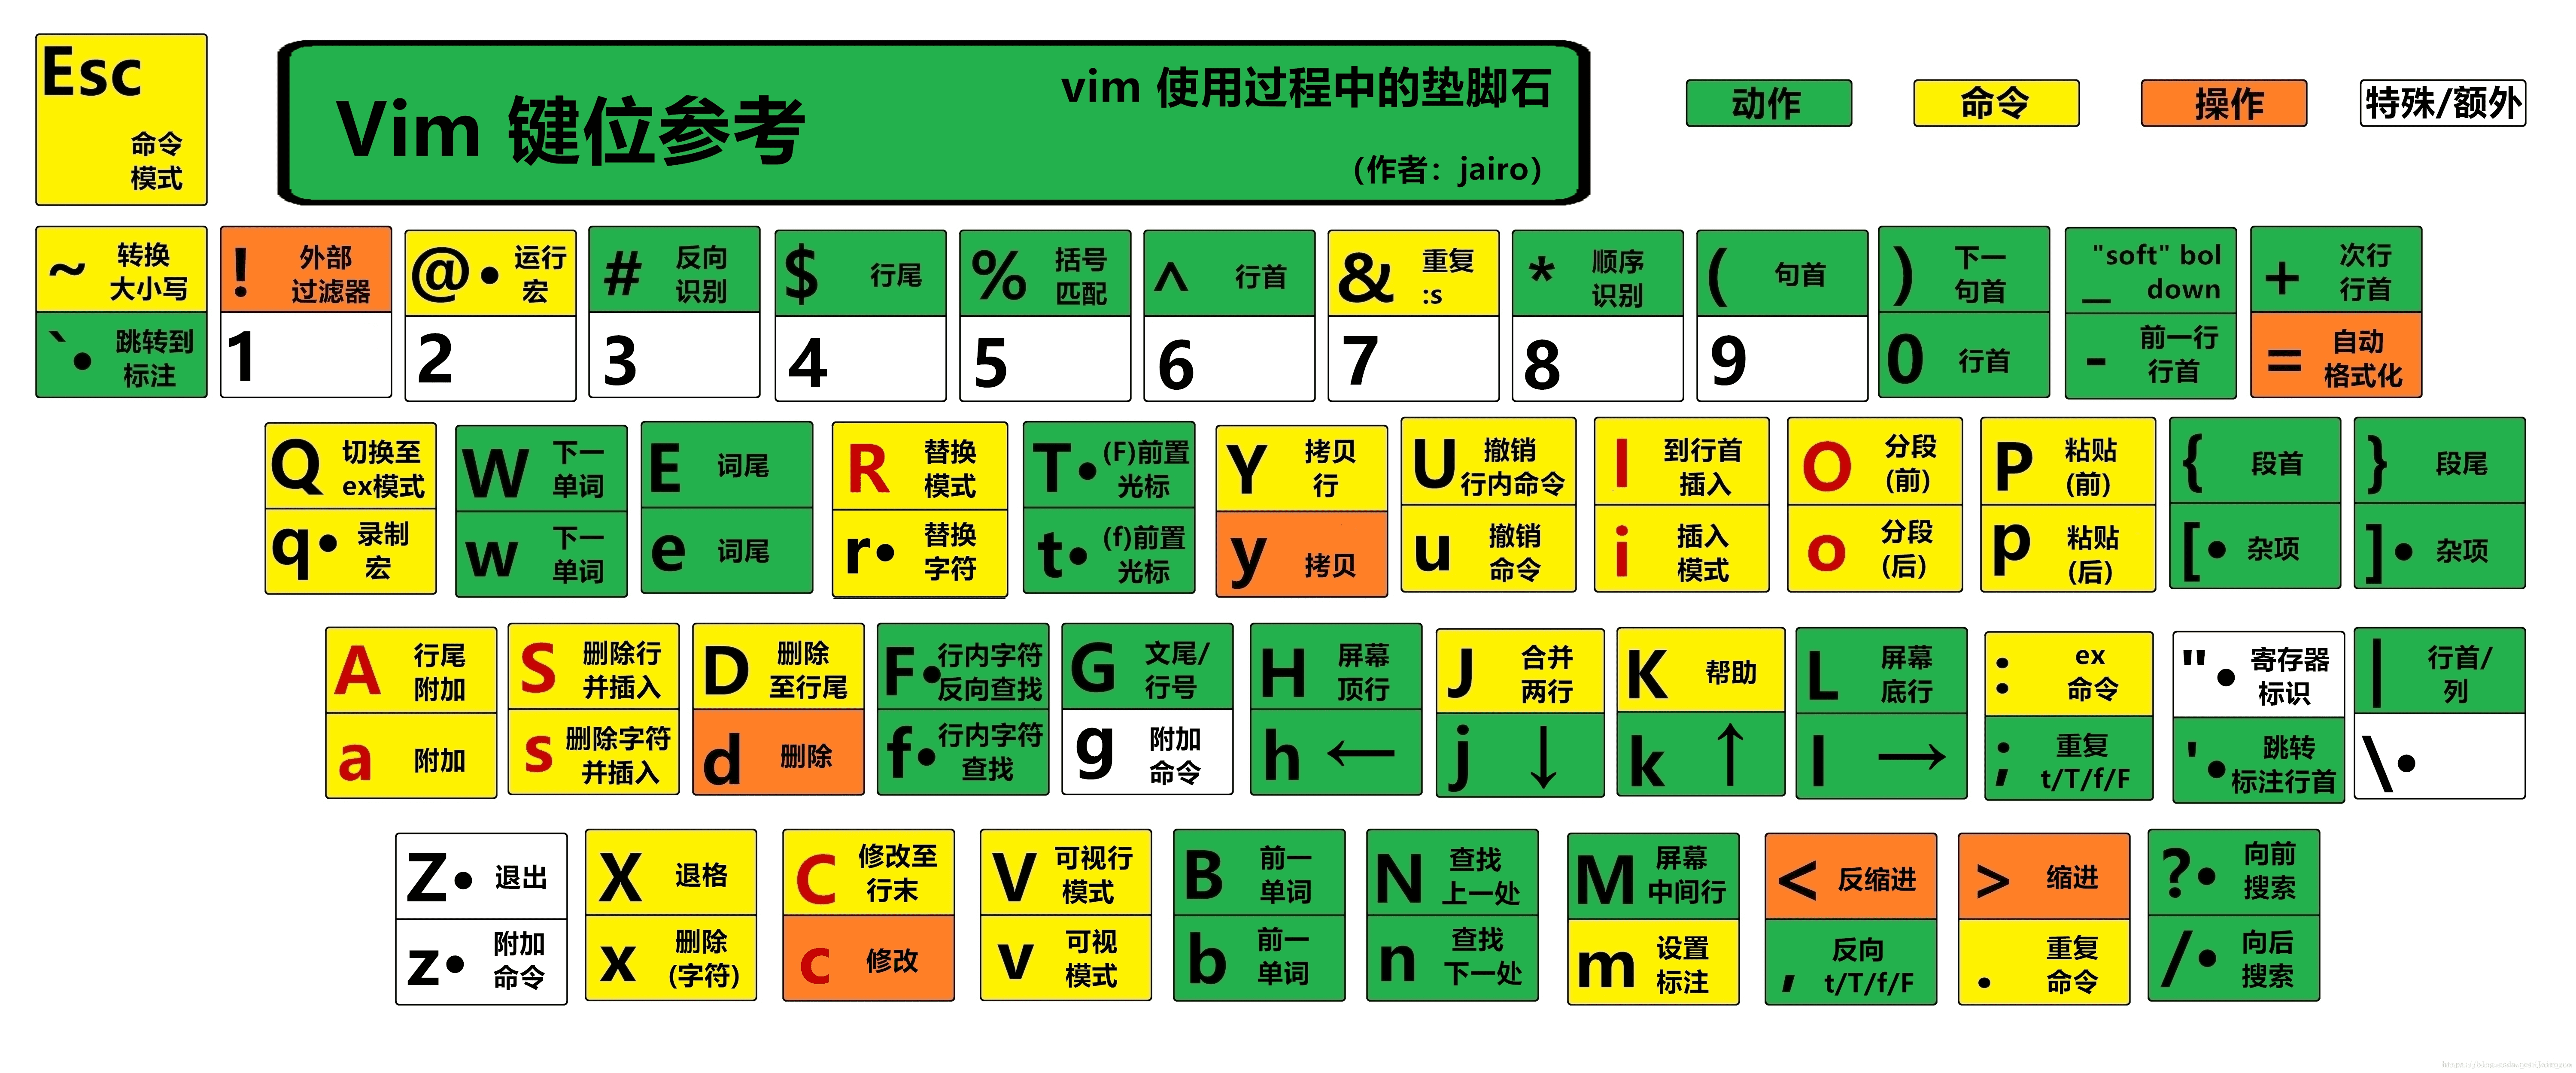 Esc
命令
模式
Vim 键位参考
vim 使用过程中的垫脚石
(作者：jairo)
动作
命令
操作
特殊/额外
~ 转换
大小写
`• 跳转到
标注
! 外部
过滤器
1
@• 运行
宏
2
# 反向
识别
3
$ 行尾
4
% 括号
匹配
5
^ 行首
6
& 重复
:s
7
* 顺序
识别
8
( 句首
9
) 下一
句首
0 行首
"soft" bol
_ down
- 前一行
行首
+ 次行
行首
= 自动
格式化
Q 切换至
ex模式
q• 录制
宏
W 下一
单词
w 下一
单词
E 词尾
e 词尾
R 替换
模式
r• 替换
字符
T• (F)前置
光标
t• (f)前置
光标
Y 拷贝
行
y 拷贝
U 撤销
行内命令
u 撤销
命令
I 到行首
插入
i 插入
模式
O 分段
(前)
o 分段
(后)
P 粘贴
(前)
p 粘贴
(后)
{ 段首
[• 杂项
} 段尾
]• 杂项
A 行尾
附加
a 附加
S 删除行
并插入
s 删除字符
并插入
D 删除
至行尾
d 删除
F• 行内字符
反向查找
f• 行内字符
查找
G 文尾/
行号
g 附加
命令
H 屏幕
顶行
h ←
J 合并
两行
j ↓
K 帮助
k ↑
L 屏幕
底行
l →
: ex
命令
; 重复
t/T/f/F
"• 寄存器
标识
'• 跳转
标注行首
| 行首/
列
\•
Z• 退出
z• 附加
命令
X 退格
x 删除
(字符)
C 修改至
行末
c 修改
V 可视行
模式
v 可视
模式
B 前一
单词
b 前一
单词
N 查找
上一处
n 查找
下一处
M 屏幕
中间行
m 设置
标注
< 反缩进
, 反向
t/T/f/F
> 缩进
. 重复
命令
?• 向前
搜索
/• 向后
搜索